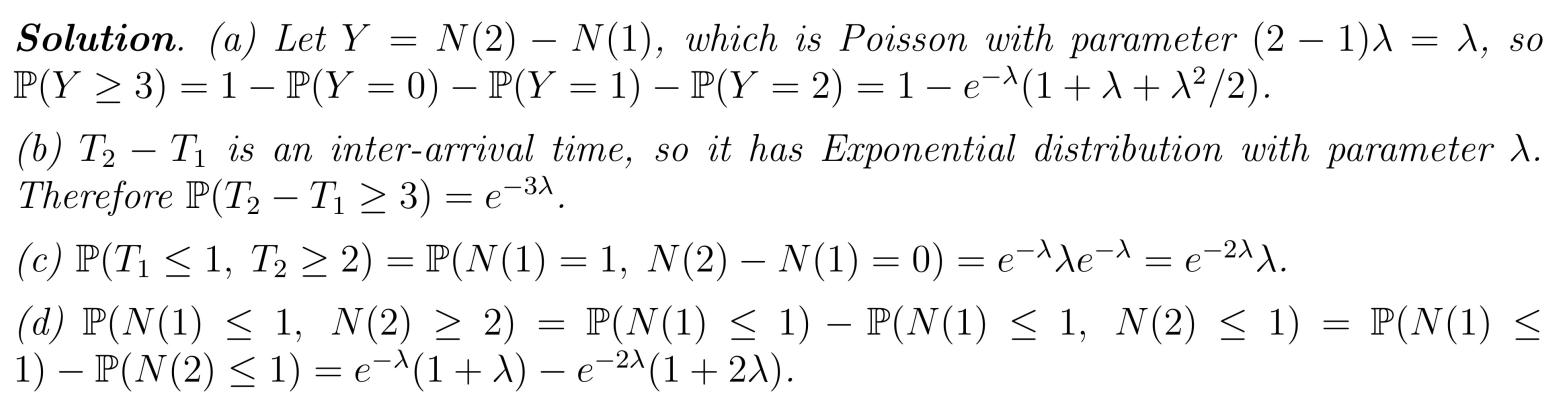 Solution. (a) Let Y = N(2) − N(1), which is Poisson with parameter (2 − 1)λ = λ, so
ℙ(Y ≥ 3) = 1 − ℙ(Y = 0) − ℙ(Y = 1) − ℙ(Y = 2) = 1 − e^{−λ}(1 + λ + λ²/2).
(b) T₂ − T₁ is an inter-arrival time, so it has Exponential distribution with parameter λ.
Therefore ℙ(T₂ − T₁ ≥ 3) = e^{−3λ}.
(c) ℙ(T₁ ≤ 1, T₂ ≥ 2) = ℙ(N(1) = 1, N(2) − N(1) = 0) = e^{−λ}λe^{−λ} = e^{−2λ}λ.
(d) ℙ(N(1) ≤ 1, N(2) ≥ 2) = ℙ(N(1) ≤ 1) − ℙ(N(1) ≤ 1, N(2) ≤ 1) = ℙ(N(1) ≤
1) − ℙ(N(2) ≤ 1) = e^{−λ}(1 + λ) − e^{−2λ}(1 + 2λ).